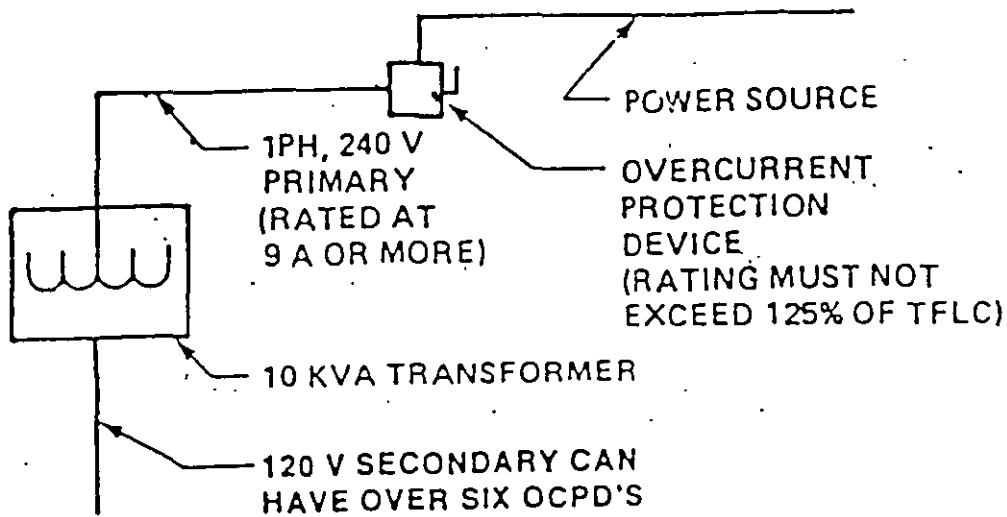 POWER SOURCE
1PH, 240 V
PRIMARY
(RATED AT
9 A OR MORE)
OVERCURRENT
PROTECTION
DEVICE
(RATING MUST NOT
EXCEED 125% OF TFLC)
10 KVA TRANSFORMER
120 V SECONDARY CAN
HAVE OVER SIX OCPD'S